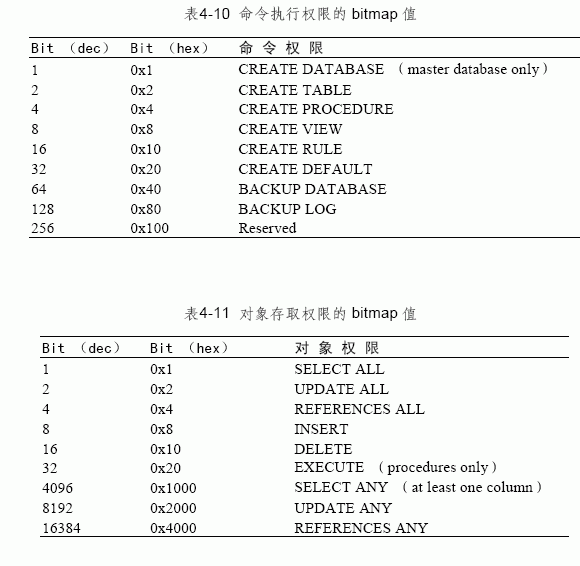 表4-10 命令执行权限的 bitmap 值
Bit （dec） Bit （hex） 命 令 权 限
1 0x1 CREATE DATABASE （master database only）
2 0x2 CREATE TABLE
4 0x4 CREATE PROCEDURE
8 0x8 CREATE VIEW
16 0x10 CREATE RULE
32 0x20 CREATE DEFAULT
64 0x40 BACKUP DATABASE
128 0x80 BACKUP LOG
256 0x100 Reserved
表4-11 对象存取权限的 bitmap 值
Bit （dec） Bit （hex） 对 象 权 限
1 0x1 SELECT ALL
2 0x2 UPDATE ALL
4 0x4 REFERENCES ALL
8 0x8 INSERT
16 0x10 DELETE
32 0x20 EXECUTE （procedures only）
4096 0x1000 SELECT ANY （at least one column）
8192 0x2000 UPDATE ANY
16384 0x4000 REFERENCES ANY